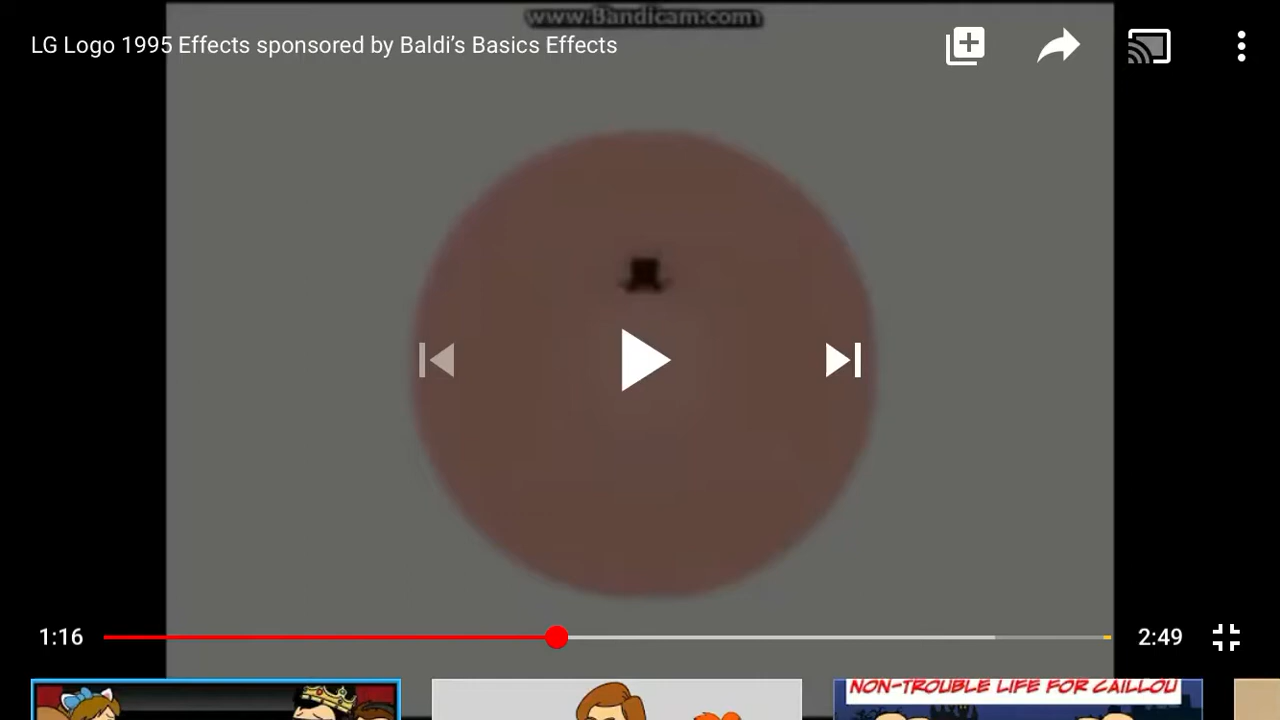 www.Bandicam.com
LG Logo 1995 Effects sponsored by Baldi’s Basics Effects
1:16
2:49
NON-TROUBLE LIFE FOR CAILLOU